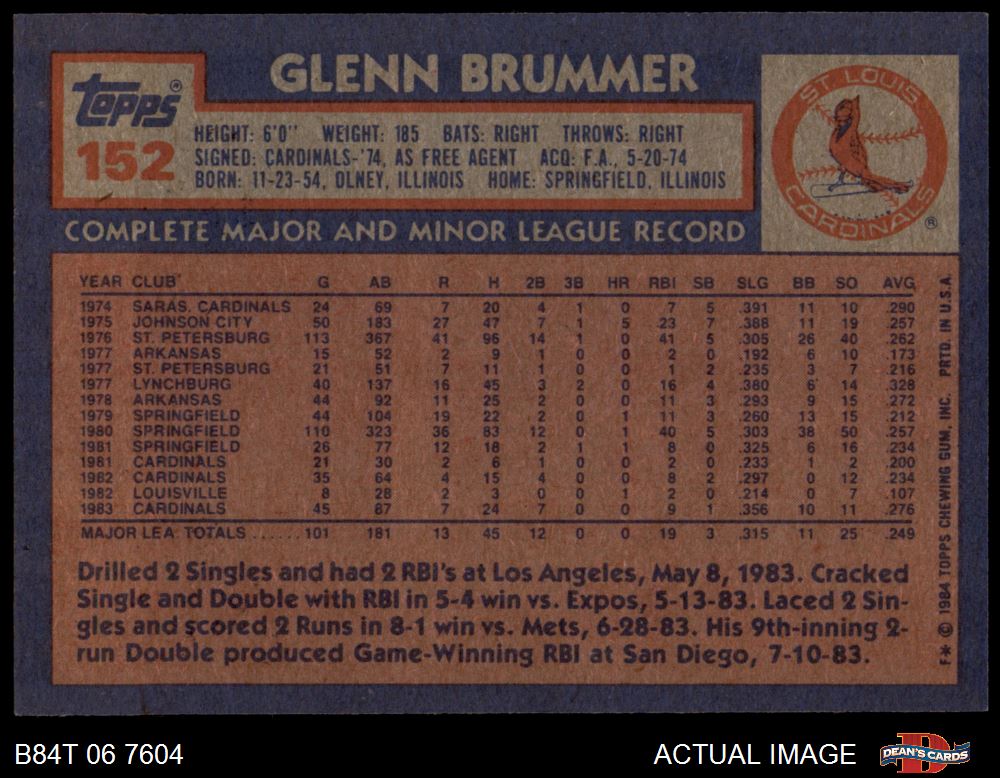 GLENN BRUMMER
Topps®
152
HEIGHT: 6'0" WEIGHT: 185 BATS: RIGHT THROWS: RIGHT
SIGNED: CARDINALS-'74, AS FREE AGENT ACQ: F.A., 5-20-74
BORN: 11-23-54, OLNEY, ILLINOIS HOME: SPRINGFIELD, ILLINOIS
ST. LOUIS
CARDINALS ®
COMPLETE MAJOR AND MINOR LEAGUE RECORD
YEAR CLUB G AB R H 2B 3B HR RBI SB SLG BB SO AVG.
1974 SARAS. CARDINALS 24 69 7 20 4 1 0 7 5 .391 11 10 .290
1975 JOHNSON CITY 50 183 27 47 7 1 5 23 7 .388 11 19 .257
1976 ST. PETERSBURG 113 367 41 96 14 1 0 41 5 .305 26 40 .262
1977 ARKANSAS 15 52 2 9 1 0 0 2 0 .192 6 10 .173
1977 ST. PETERSBURG 21 51 7 11 1 0 0 1 2 .235 3 7 .216
1977 LYNCHBURG 40 137 16 45 3 2 0 16 4 .380 6 14 .328
1978 ARKANSAS 44 92 11 25 2 0 0 11 3 .293 9 15 .272
1979 SPRINGFIELD 44 104 19 22 2 0 1 11 3 .260 13 15 .212
1980 SPRINGFIELD 110 323 36 83 12 0 1 40 5 .303 38 50 .257
1981 SPRINGFIELD 26 77 12 18 2 1 1 8 0 .325 6 16 .234
1981 CARDINALS 21 30 2 6 1 0 0 2 0 .233 1 2 .200
1982 CARDINALS 35 64 4 15 4 0 0 8 2 .297 0 12 .234
1982 LOUISVILLE 8 28 2 3 0 0 1 2 0 .214 0 7 .107
1983 CARDINALS 45 87 7 24 7 0 0 9 1 .356 10 11 .276
MAJOR LEA. TOTALS ...... 101 181 13 45 12 0 0 19 3 .315 11 25 .249
Drilled 2 Singles and had 2 RBI's at Los Angeles, May 8, 1983. Cracked
Single and Double with RBI in 5-4 win vs. Expos, 5-13-83. Laced 2 Sin-
gles and scored 2 Runs in 8-1 win vs. Mets, 6-28-83. His 9th-inning 2-
run Double produced Game-Winning RBI at San Diego, 7-10-83.
F* © 1984 TOPPS CHEWING GUM, INC. PRTD. IN U.S.A.
B84T 06 7604
ACTUAL IMAGE
DEAN'S CARDS